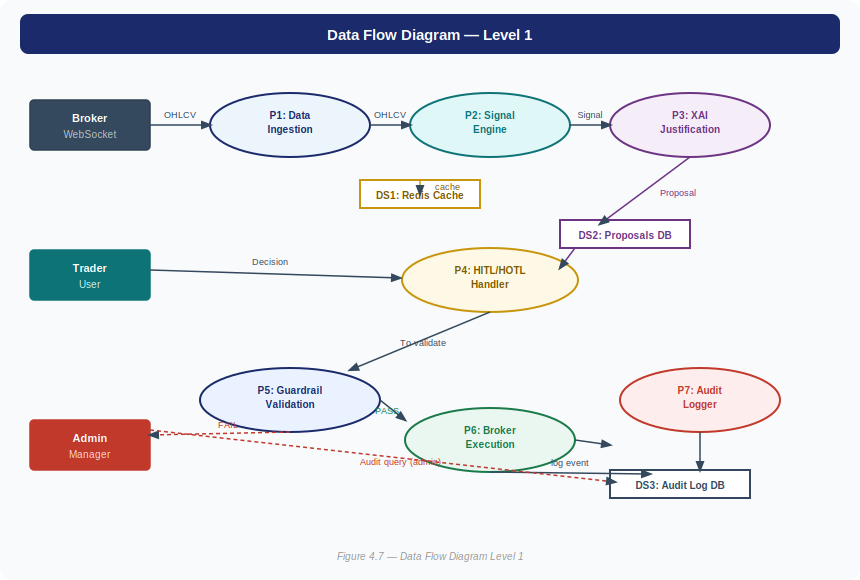 Data Flow Diagram — Level 1
Broker
WebSocket
OHLCV
P1: Data
Ingestion
OHLCV
P2: Signal
Engine
Signal
P3: XAI
Justification
cache
DS1: Redis Cache
Proposal
DS2: Proposals DB
Trader
User
Decision
P4: HITL/HOTL
Handler
To validate
P5: Guardrail
Validation
PASS
FAIL
P6: Broker
Execution
P7: Audit
Logger
Admin
Manager
Audit query (admin)
log event
DS3: Audit Log DB
Figure 4.7 — Data Flow Diagram Level 1